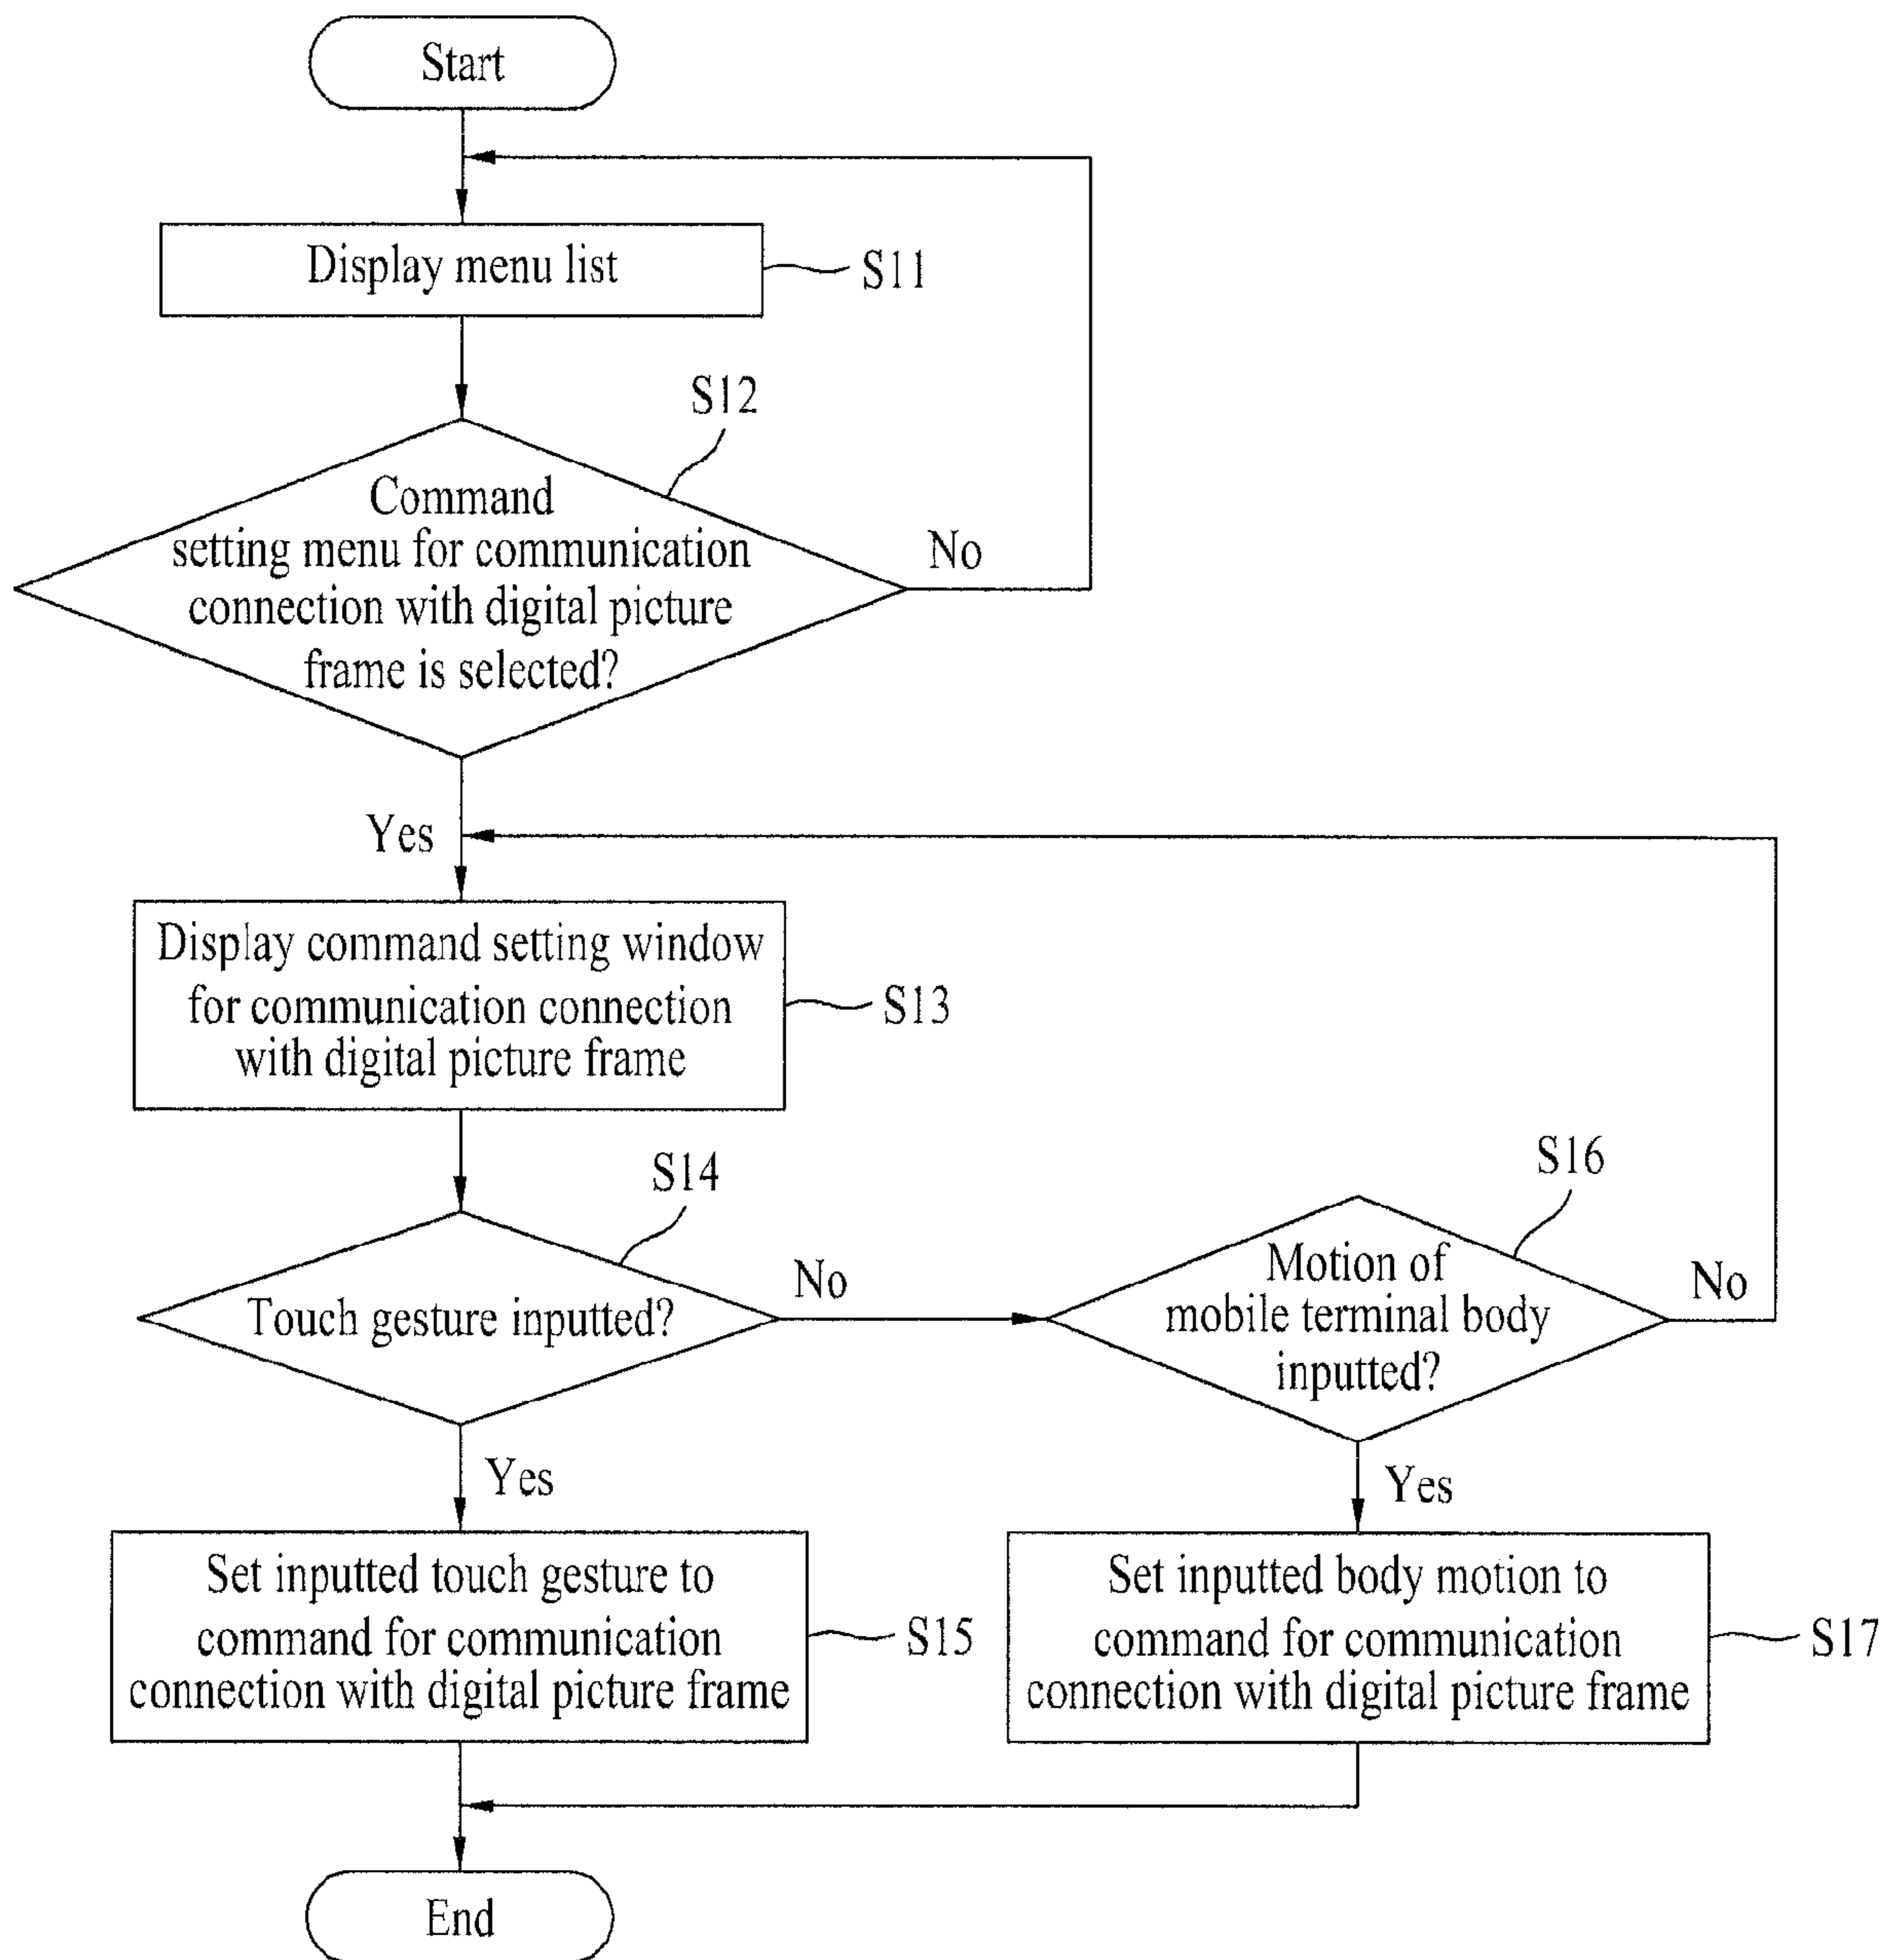 Start
Display menu list
S11
S12
Command
setting menu for communication
connection with digital picture
frame is selected?
No
Yes
Display command setting window
for communication connection
with digital picture frame
S13
S14
Touch gesture inputted?
No
S16
Motion of
mobile terminal body
inputted?
No
Yes
Yes
Set inputted touch gesture to
command for communication
connection with digital picture frame
S15
Set inputted body motion to
command for communication
connection with digital picture frame
S17
End